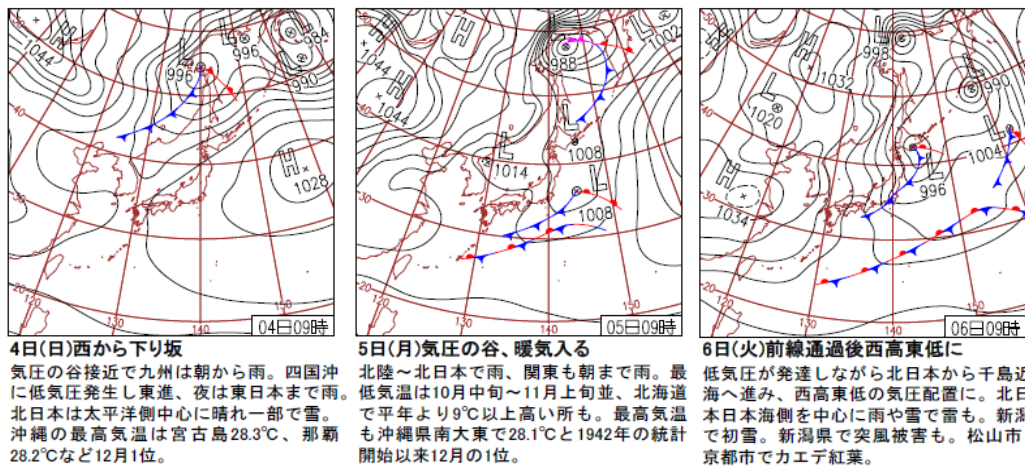 H
1044
L
996
L
996
L
984
990
H
1028
40
30
20
120
130
140
150
04日09時
4日(日)西から下り坂
気圧の谷接近で九州は朝から雨。四国沖
に低気圧発生し東進、夜は東日本まで雨。
北日本は太平洋側中心に晴れ一部で雪。
沖縄の最高気温は宮古島28.3℃、那覇
28.2℃など12月1位。
H
1044
H
H
1044
L
988
L
1002
L
1008
L
1014
L
1008
40
30
20
120
130
140
150
05日09時
5日(月)気圧の谷、暖気入る
北陸～北日本で雨、関東も朝まで雨。最
低気温は10月中旬～11月上旬並、北海道
で平年より9℃以上高い所も。最高気温
も沖縄県南大東で28.1℃と1942年の統計
開始以来12月の1位。
H
H
1032
L
998
L
990
L
1020
L
1004
L
996
H
1034
40
30
20
120
130
140
150
06日09時
6日(火)前線通過後西高東低に
低気圧が発達しながら北日本から千島近
海へ進み、西高東低の気圧配置に。北日
本日本海側を中心に雨や雪で雷も。新潟
で初雪。新潟県で突風被害も。松山市
京都市でカエデ紅葉。